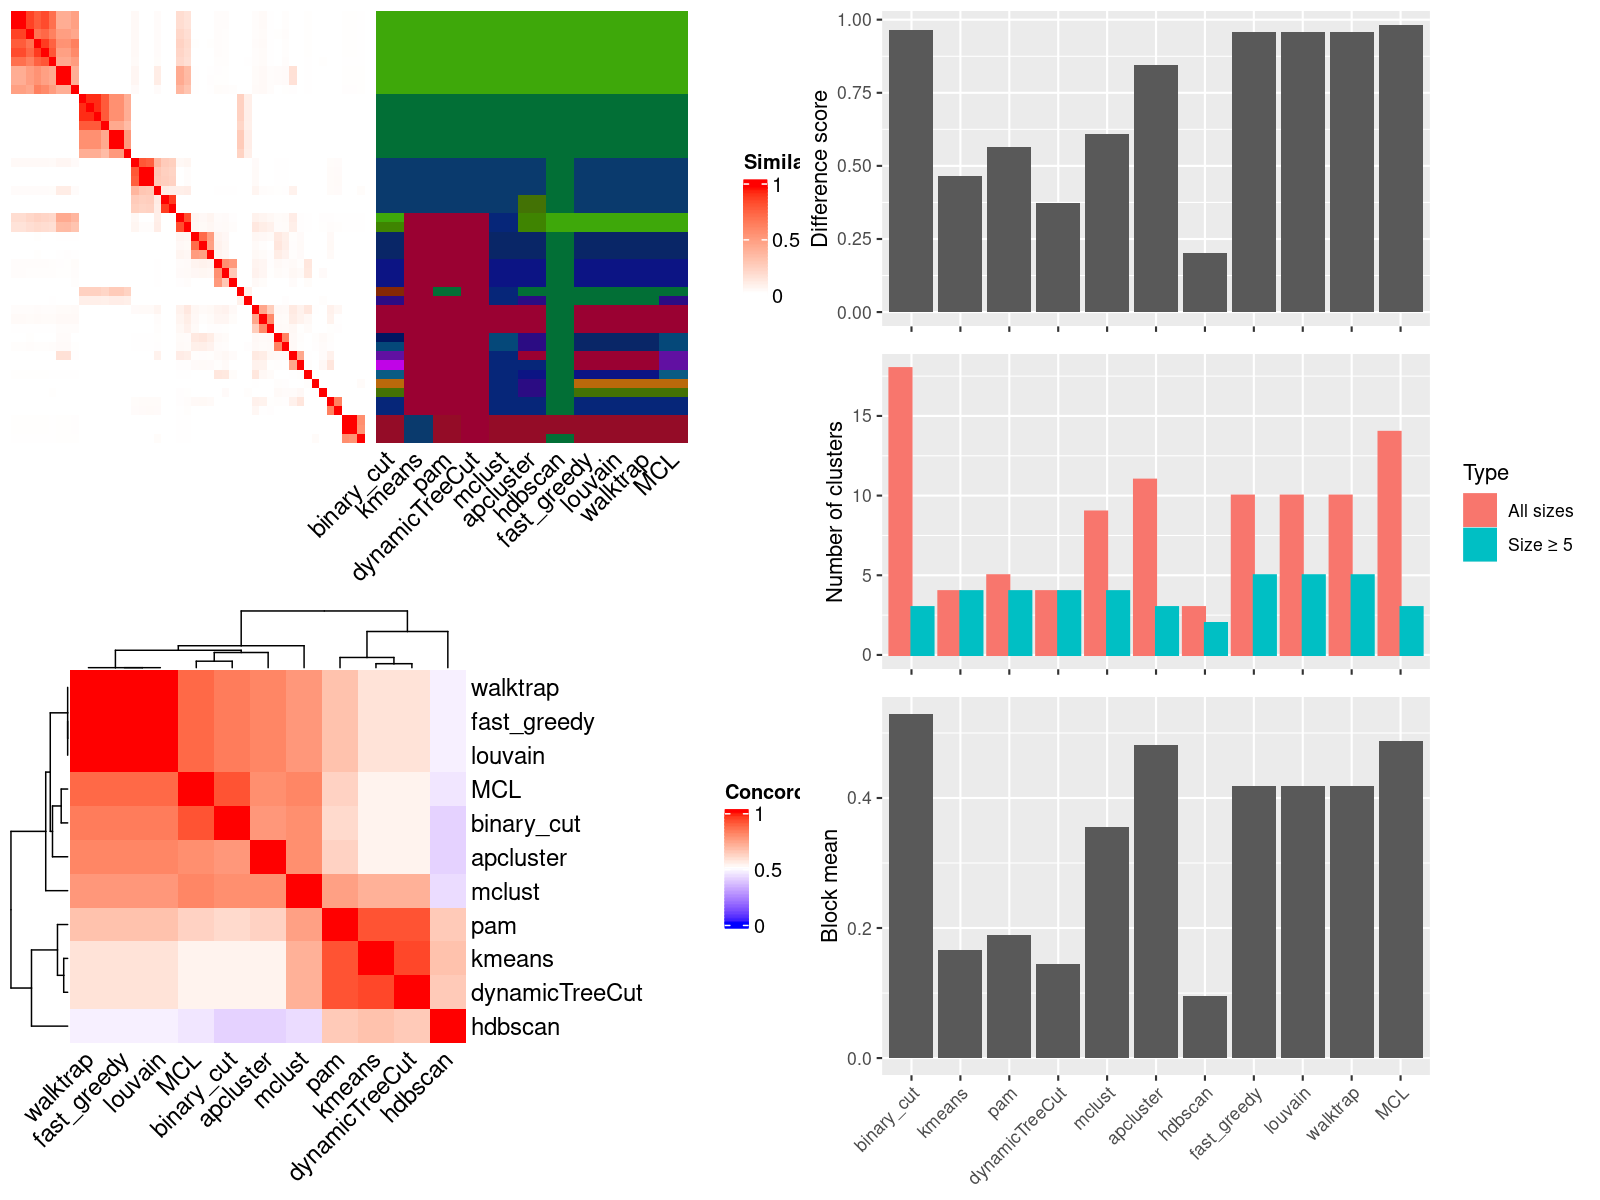 Simila
1
0.5
0
binary_cut
kmeans
pam
dynamicTreeCut
mclust
apcluster
hdbscan
fast_greedy
louvain
walktrap
MCL
Difference score
1.00
0.75
0.50
0.25
0.00
Number of clusters
15
10
5
0
Type
All sizes
Size ≥ 5
walktrap
fast_greedy
louvain
MCL
binary_cut
apcluster
mclust
pam
kmeans
dynamicTreeCut
hdbscan
walktrap
fast_greedy
louvain
MCL
binary_cut
apcluster
mclust
pam
kmeans
dynamicTreeCut
hdbscan
Concord
1
0.5
0
Block mean
0.4
0.2
0.0
binary_cut
kmeans
pam
dynamicTreeCut
mclust
apcluster
hdbscan
fast_greedy
louvain
walktrap
MCL